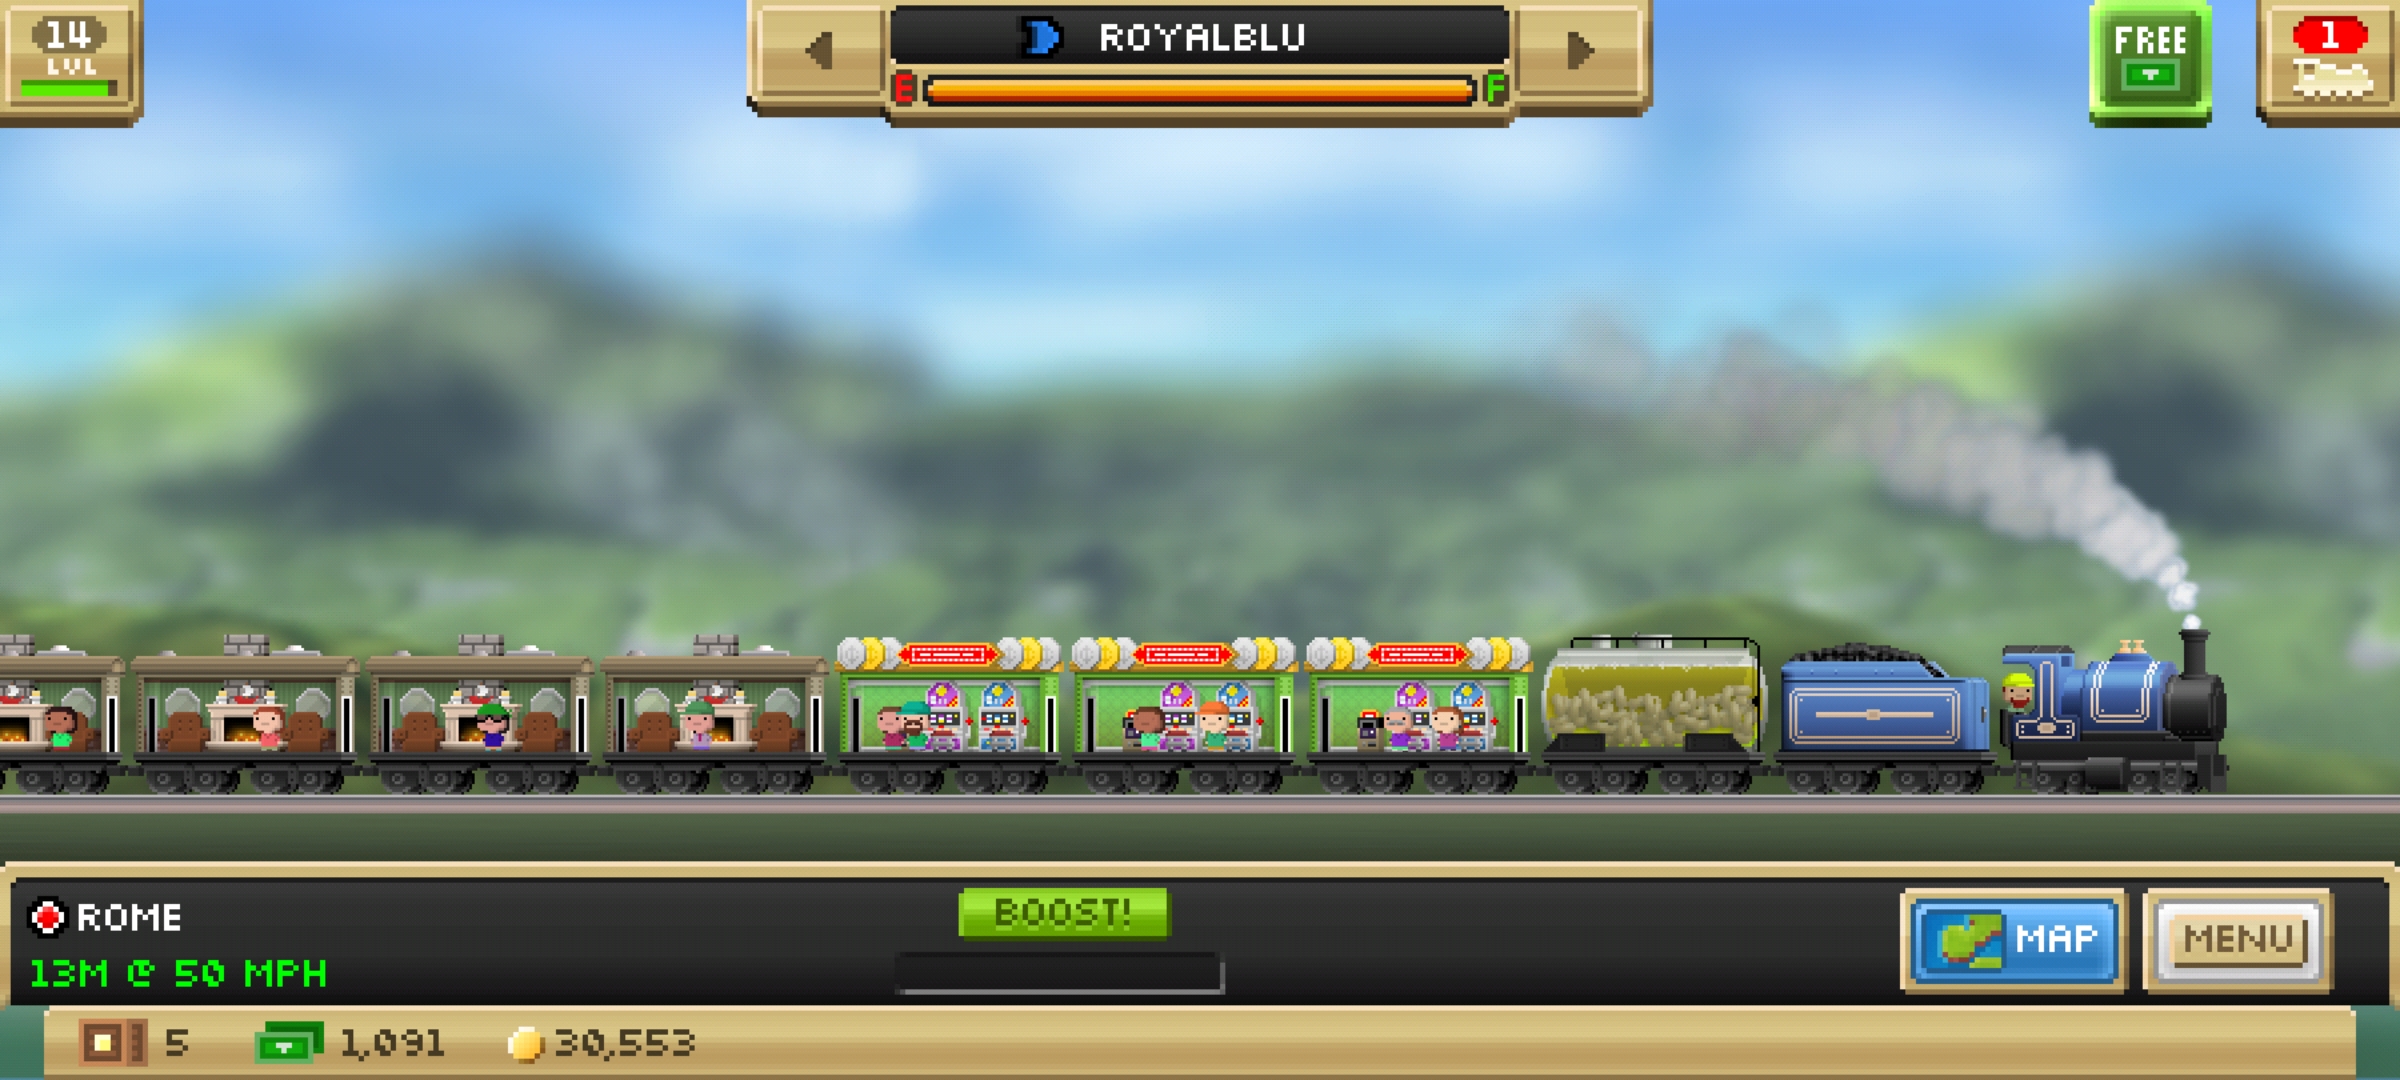 14
LVL
ROYALBLU
E
F
FREE
1
ROME
13M @ 50 MPH
BOOST!
MAP
MENU
5
1,091
30,553